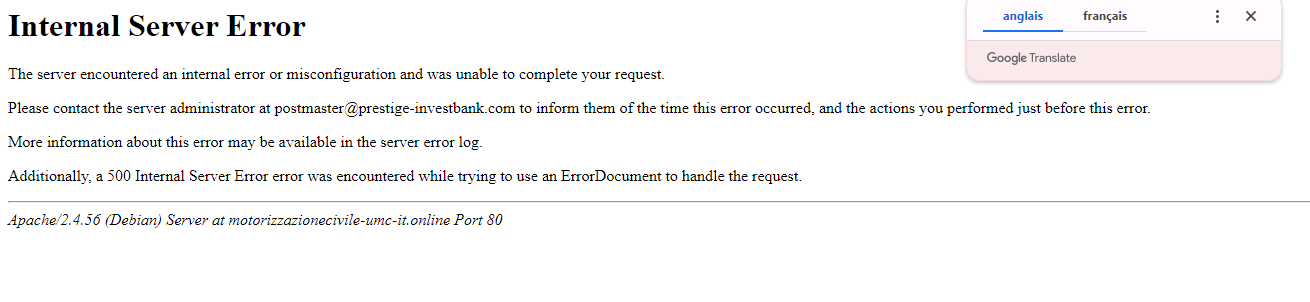 Internal Server Error
anglais français
Google Translate
The server encountered an internal error or misconfiguration and was unable to complete your request.
Please contact the server administrator at postmaster@prestige-investbank.com to inform them of the time this error occurred, and the actions you performed just before this error.
More information about this error may be available in the server error log.
Additionally, a 500 Internal Server Error error was encountered while trying to use an ErrorDocument to handle the request.
Apache/2.4.56 (Debian) Server at motorizzazionecivile-umc-it.online Port 80